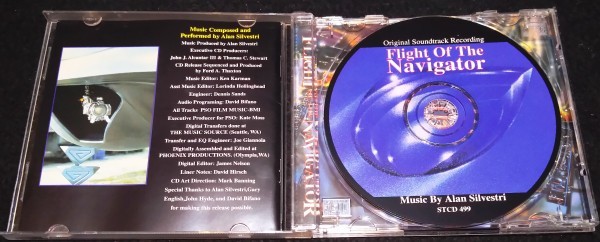 Music Composed and
Performed by Alan Silvestri
Music Produced by Alan Silvestri
Executive CD Producers:
John J. Alcantar III & Thomas C. Stewart
CD Release Sequenced and Produced
by Ford A. Thaxton
Music Editor: Ken Karman
Asst Music Editor: Lorinda Hollinghead
Engineer: Dennis Sands
Audio Programing: David Bifano
All Tracks PSO FILM MUSIC-BMI
Executive Producer for PSO: Kate Moss
Digital Transfers done at
THE MUSIC SOURCE (Seattle, WA)
Transfer and EQ Engineer: Joe Giannola
Digitally Assembled and Edited at
PHOENIX PRODUCTIONS. (Olympia,WA)
Digital Editor: James Nelson
Liner Notes: David Hirsch
CD Art Direction: Mark Banning
Special Thanks to Alan Silvestri,Gary
English,John Hyde, and David Bifano
for making this release possible.
Original Soundtrack Recording
Flight Of The
Navigator
Music By Alan Silvestri
STCD 499